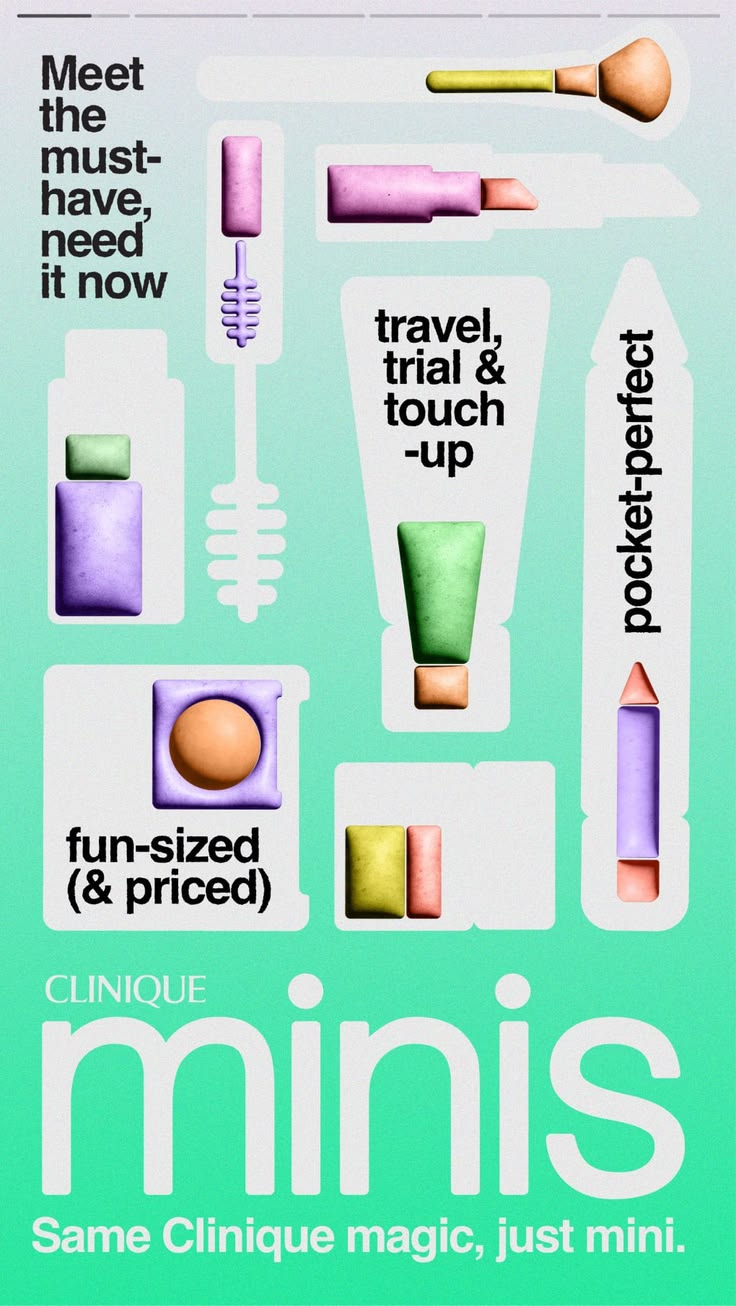 Meet
the
must-
have,
need
it now
travel,
trial &
touch
-up
pocket-perfect
fun-sized
(& priced)
CLINIQUE
minis
Same Clinique magic, just mini.